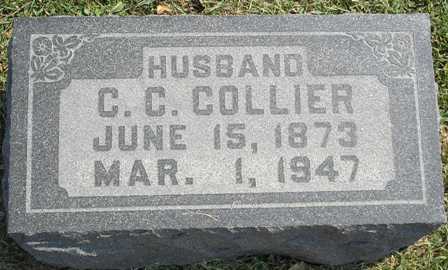 HUSBAND
C. C. COLLIER
JUNE 15, 1873
MAR. 1, 1947